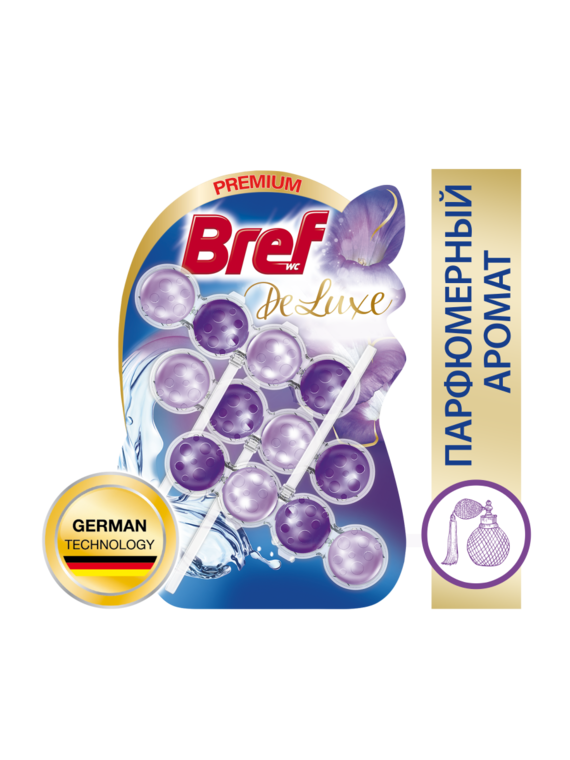 PREMIUM
Bref
WC
De Luxe
GERMAN
TECHNOLOGY
ПАРФЮМЕРНЫЙ
АРОМАТ